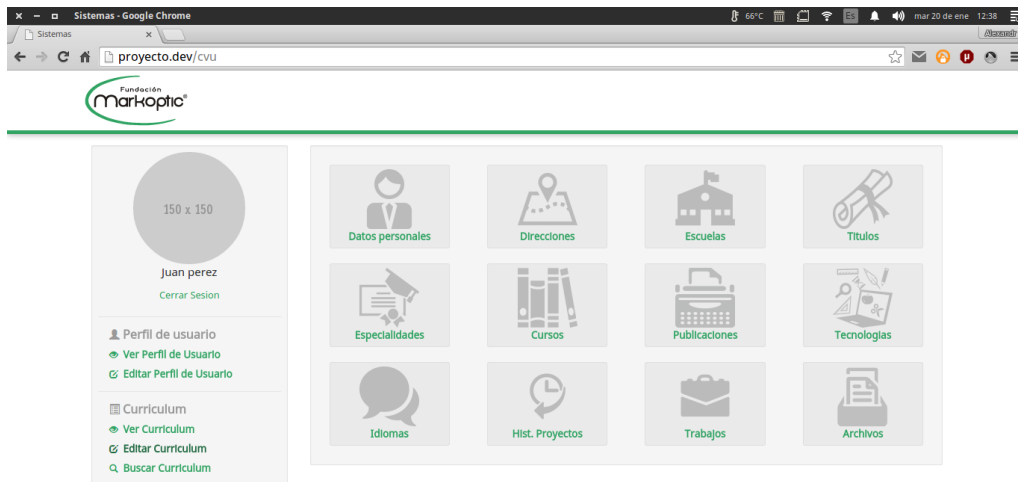 Sistemas - Google Chrome
66°C
Es
mar 20 de ene 12:38
Sistemas
proyecto.dev/cvu
Fundación
Markoptic®
150 x 150
Juan perez
Cerrar Sesion
Perfil de usuario
Ver Perfil de Usuario
Editar Perfil de Usuario
Curriculum
Ver Curriculum
Editar Curriculum
Buscar Curriculum
Datos personales
Direcciones
Escuelas
Titulos
Especialidades
Cursos
Publicaciones
Tecnologias
Idiomas
Hist. Proyectos
Trabajos
Archivos